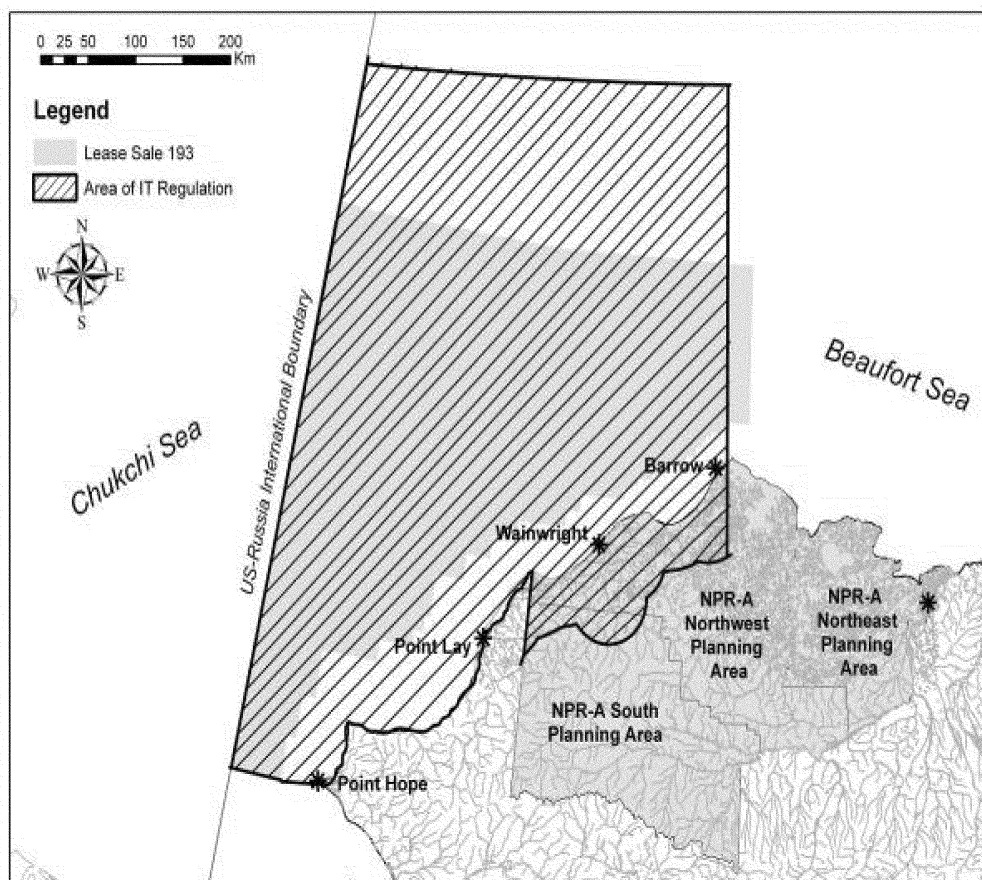 0 25 50 100 150 200
Km
Legend
Lease Sale 193
Area of IT Regulation
N
W E
S
US-Russia International Boundary
Chukchi Sea
Beaufort Sea
Barrow
Wainwright
Point Lay
Point Hope
NPR-A
Northwest
Planning
Area
NPR-A
Northeast
Planning
Area
NPR-A South
Planning Area